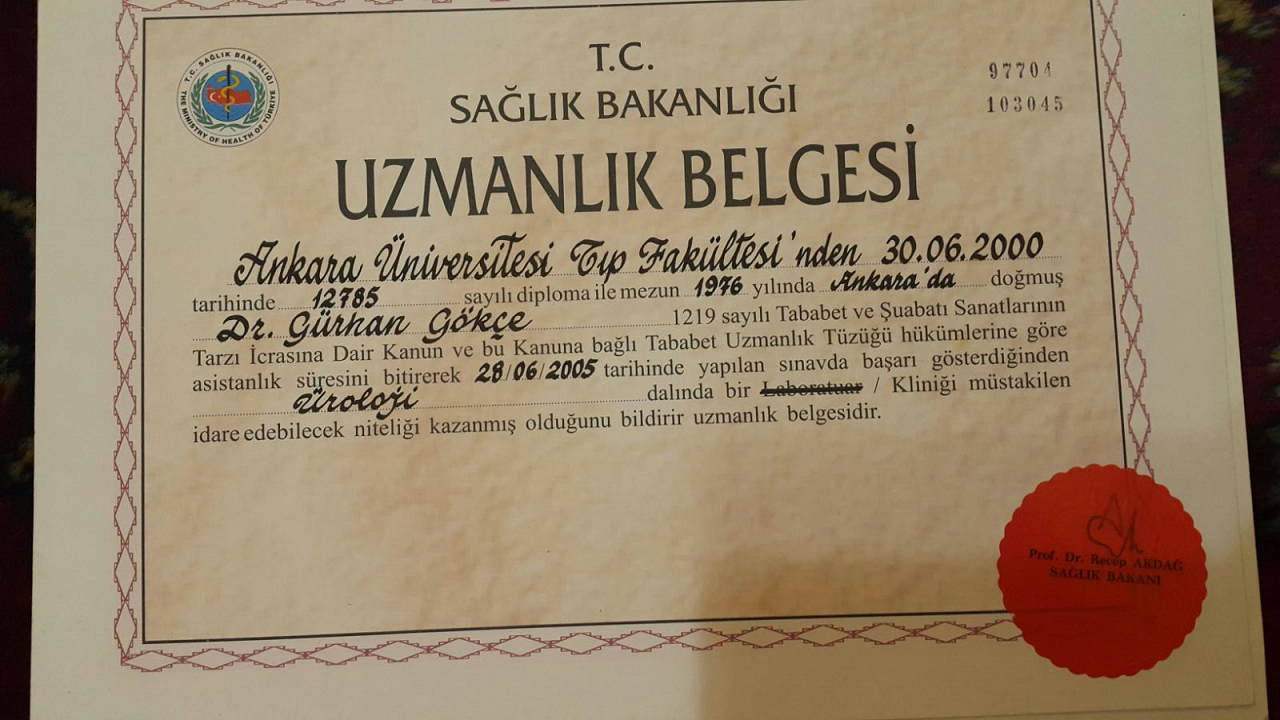 T.C. SAĞLIK BAKANLIĞI
THE MINISTRY OF HEALTH OF TÜRKİYE
T.C.
SAĞLIK BAKANLIĞI
97704
103045
UZMANLIK BELGESİ
Ankara Üniversitesi Tıp Fakültesi'nden 30.06.2000
tarihinde 12785 sayılı diploma ile mezun 1976 yılında Ankara'da doğmuş
Dr. Gürhan Gökçe 1219 sayılı Tababet ve Şuabatı Sanatlarının
Tarzı İcrasına Dair Kanun ve bu Kanuna bağlı Tababet Uzmanlık Tüzüğü hükümlerine göre
asistanlık süresini bitirerek 28/06/2005 tarihinde yapılan sınavda başarı gösterdiğinden
Üroloji dalında bir Laboratuar / Kliniği müstakilen
idare edebilecek niteliği kazanmış olduğunu bildirir uzmanlık belgesidir.
Prof. Dr. Recep AKDAĞ
SAĞLIK BAKANI